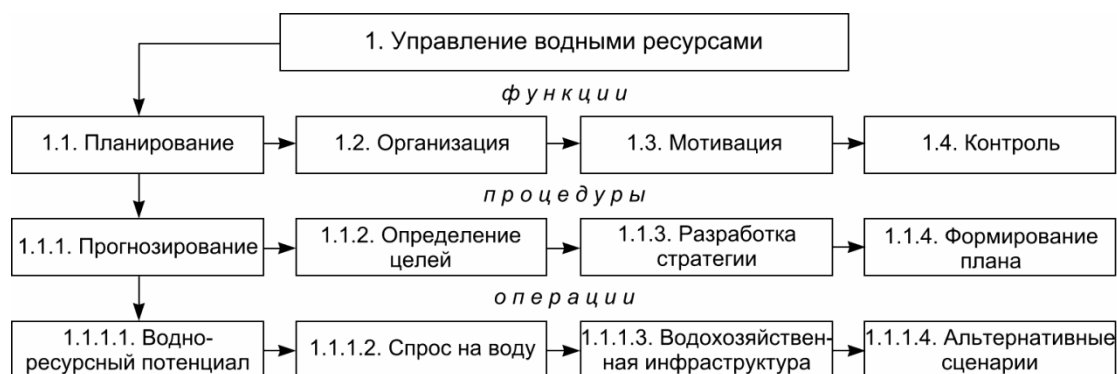 1. Управление водными ресурсами
функции
1.1. Планирование
1.2. Организация
1.3. Мотивация
1.4. Контроль
процедуры
1.1.1. Прогнозирование
1.1.2. Определение
целей
1.1.3. Разработка
стратегии
1.1.4. Формирование
плана
операции
1.1.1.1. Водно-
ресурсный потенциал
1.1.1.2. Спрос на воду
1.1.1.3. Водохозяйствен-
ная инфраструктура
1.1.1.4. Альтернативные
сценарии